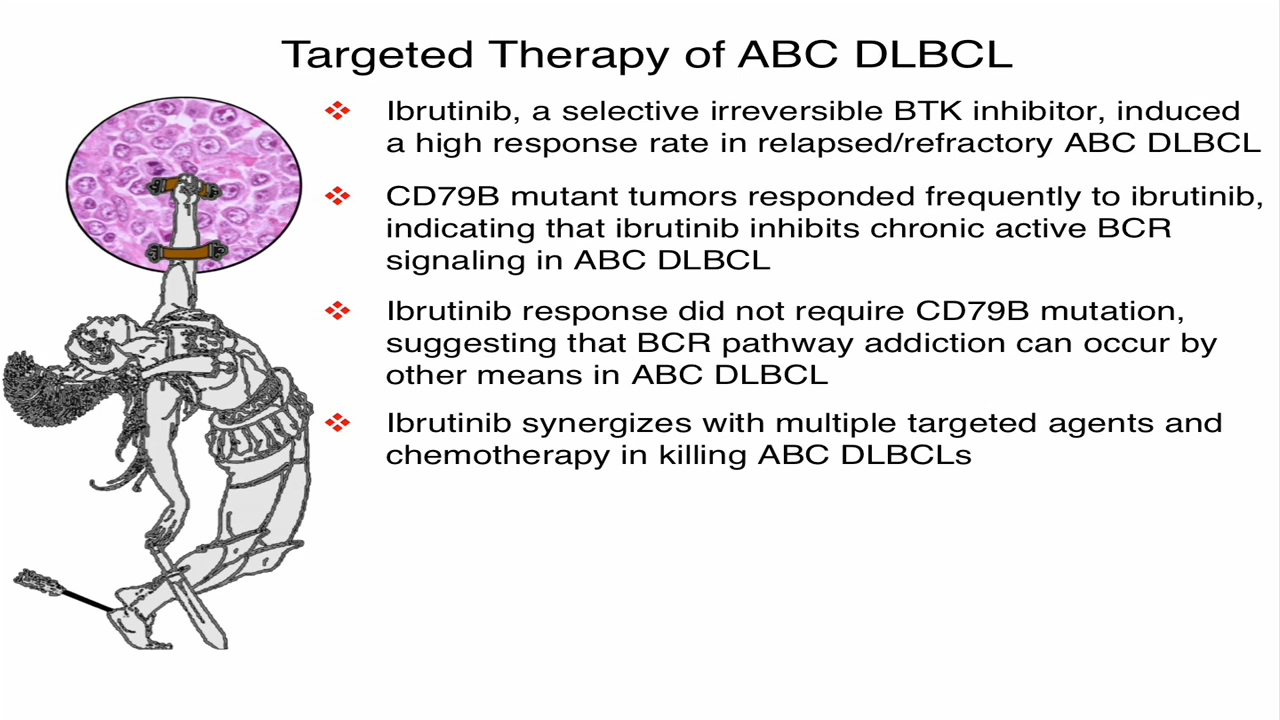 Targeted Therapy of ABC DLBCL
Ibrutinib, a selective irreversible BTK inhibitor, induced
a high response rate in relapsed/refractory ABC DLBCL
CD79B mutant tumors responded frequently to ibrutinib,
indicating that ibrutinib inhibits chronic active BCR
signaling in ABC DLBCL
Ibrutinib response did not require CD79B mutation,
suggesting that BCR pathway addiction can occur by
other means in ABC DLBCL
Ibrutinib synergizes with multiple targeted agents and
chemotherapy in killing ABC DLBCLs